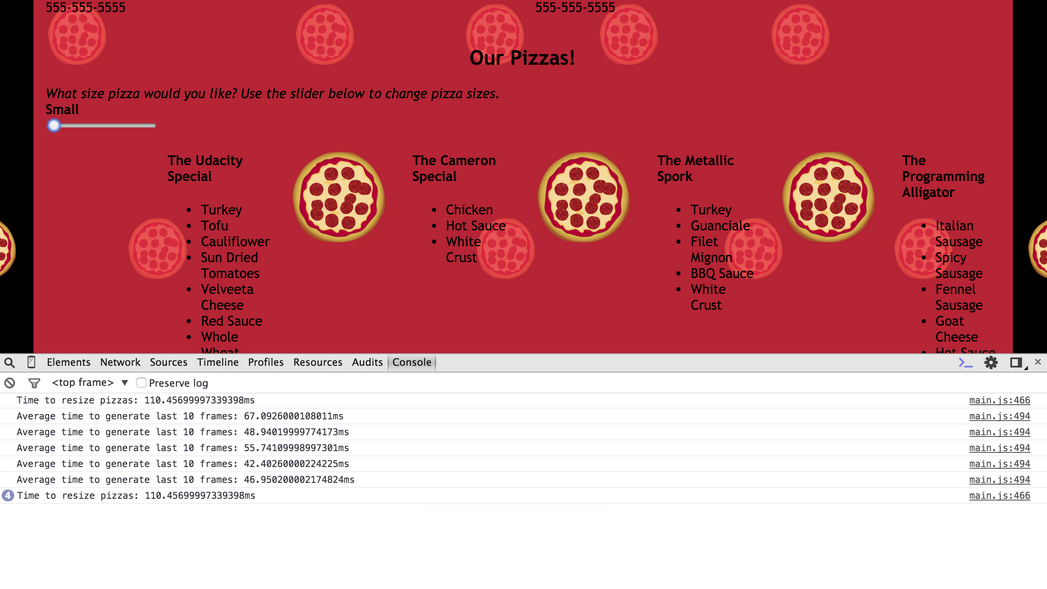 555-555-5555 555-555-5555
Our Pizzas!
What size pizza would you like? Use the slider below to change pizza sizes.
Small
The Udacity
Special
• Turkey
• Tofu
• Cauliflower
• Sun Dried
Tomatoes
• Velveeta
Cheese
• Red Sauce
• Whole
Wheat
The Cameron
Special
• Chicken
• Hot Sauce
• White
Crust
The Metallic
Spork
• Turkey
• Guanciale
• Filet
Mignon
• BBQ Sauce
• White
Crust
The
Programming
Alligator
• Italian
Sausage
• Spicy
Sausage
• Fennel
Sausage
• Goat
Cheese
• Hot Sauce
Elements Network Sources Timeline Profiles Resources Audits Console
<top frame> ▼ Preserve log
Time to resize pizzas: 110.45699997339398ms main.js:466
Average time to generate last 10 frames: 67.0926000108011ms main.js:494
Average time to generate last 10 frames: 48.94019999774173ms main.js:494
Average time to generate last 10 frames: 55.74109998997301ms main.js:494
Average time to generate last 10 frames: 42.40260000224225ms main.js:494
Average time to generate last 10 frames: 46.950200002174824ms main.js:494
4 Time to resize pizzas: 110.45699997339398ms main.js:466